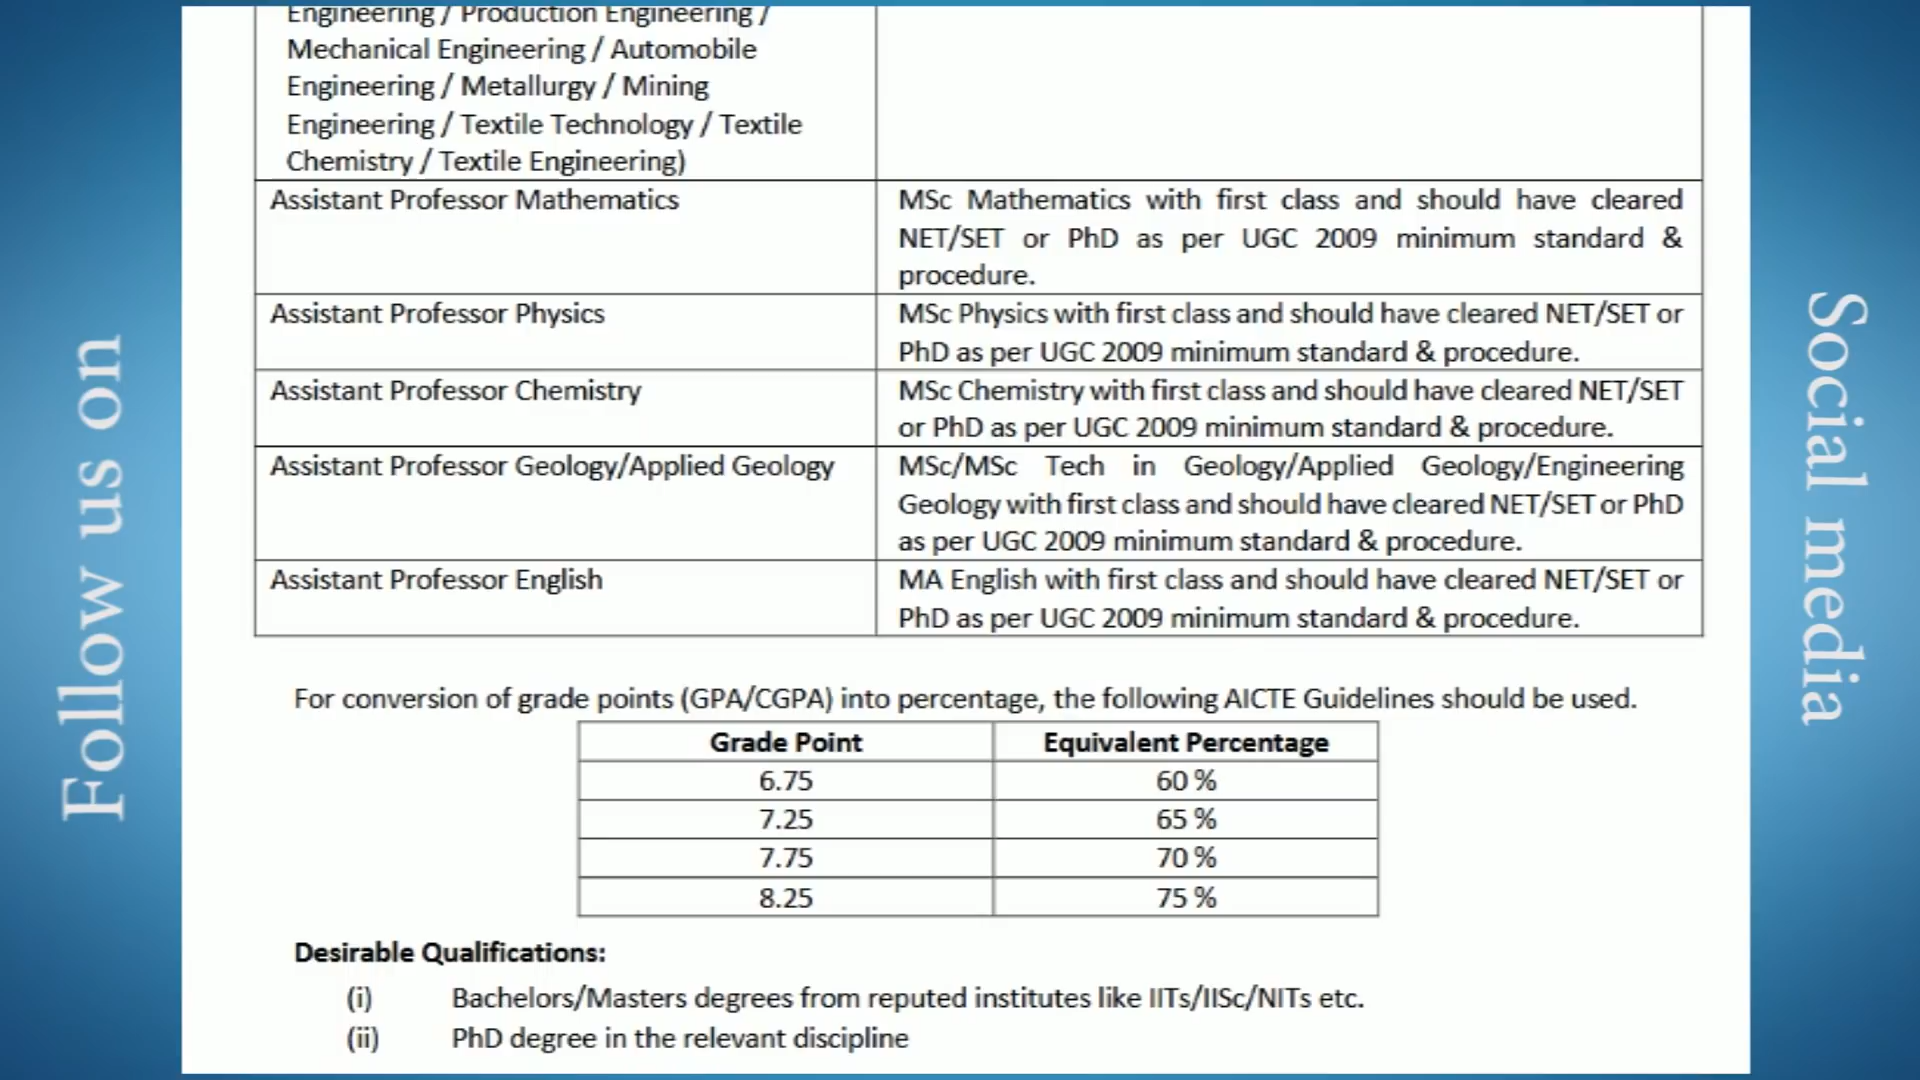 Engineering / Production Engineering /
Mechanical Engineering / Automobile
Engineering / Metallurgy / Mining
Engineering / Textile Technology / Textile
Chemistry / Textile Engineering)
Assistant Professor Mathematics
MSc Mathematics with first class and should have cleared
NET/SET or PhD as per UGC 2009 minimum standard &
procedure.
Assistant Professor Physics
MSc Physics with first class and should have cleared NET/SET or
PhD as per UGC 2009 minimum standard & procedure.
Assistant Professor Chemistry
MSc Chemistry with first class and should have cleared NET/SET
or PhD as per UGC 2009 minimum standard & procedure.
Assistant Professor Geology/Applied Geology
MSc/MSc Tech in Geology/Applied Geology/Engineering
Geology with first class and should have cleared NET/SET or PhD
as per UGC 2009 minimum standard & procedure.
Assistant Professor English
MA English with first class and should have cleared NET/SET or
PhD as per UGC 2009 minimum standard & procedure.
For conversion of grade points (GPA/CGPA) into percentage, the following AICTE Guidelines should be used.
Grade Point Equivalent Percentage
6.75 60 %
7.25 65 %
7.75 70 %
8.25 75 %
Desirable Qualifications:
(i) Bachelors/Masters degrees from reputed institutes like IITs/IISc/NITs etc.
(ii) PhD degree in the relevant discipline
Follow us on
Social media